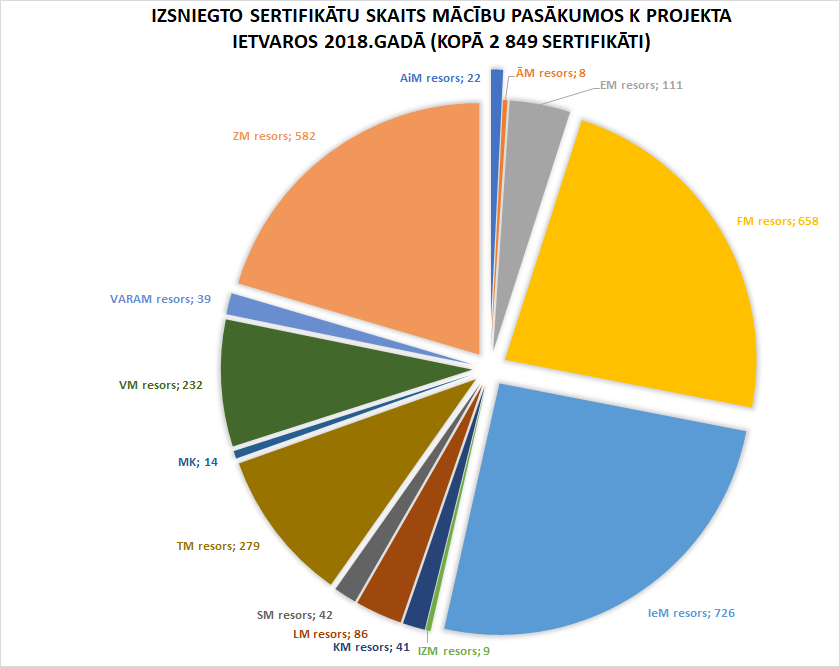 IZSNIEGTO SERTIFIKĀTU SKAITS MĀCĪBU PASĀKUMOS K PROJEKTA
IETVAROS 2018.GADĀ (KOPĀ 2 849 SERTIFIKĀTI)
AiM resors; 22
ĀM resors; 8
EM resors; 111
FM resors; 658
IeM resors; 726
IZM resors; 9
KM resors; 41
LM resors; 86
SM resors; 42
TM resors; 279
MK; 14
VM resors; 232
VARAM resors; 39
ZM resors; 582